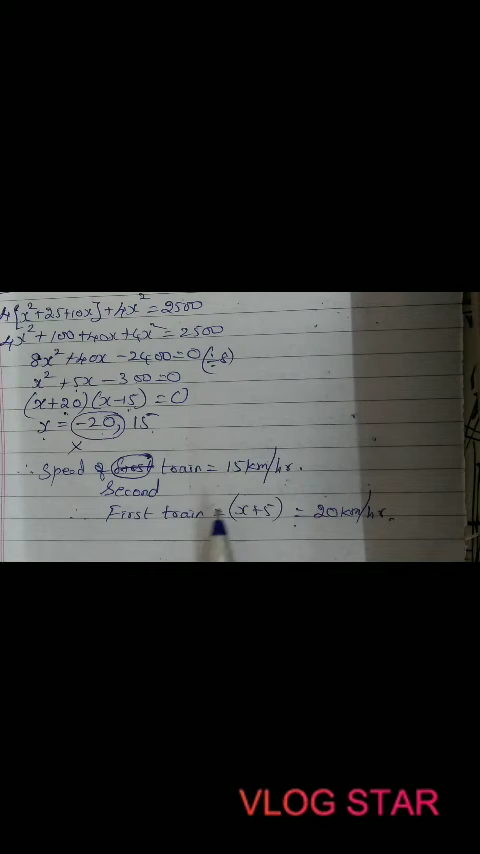 4[x²+25+10x]+4x²=2500
4x²+100+40x+4x²=2500
8x²+40x-2400=0(÷8)
x²+5x-300=0
(x+20)(x-15)=0
x=-20, 15
x
∴ Speed of first train = 15km/hr.
Second
∴ First train = (x+5) = 20km/hr.
VLOG STAR